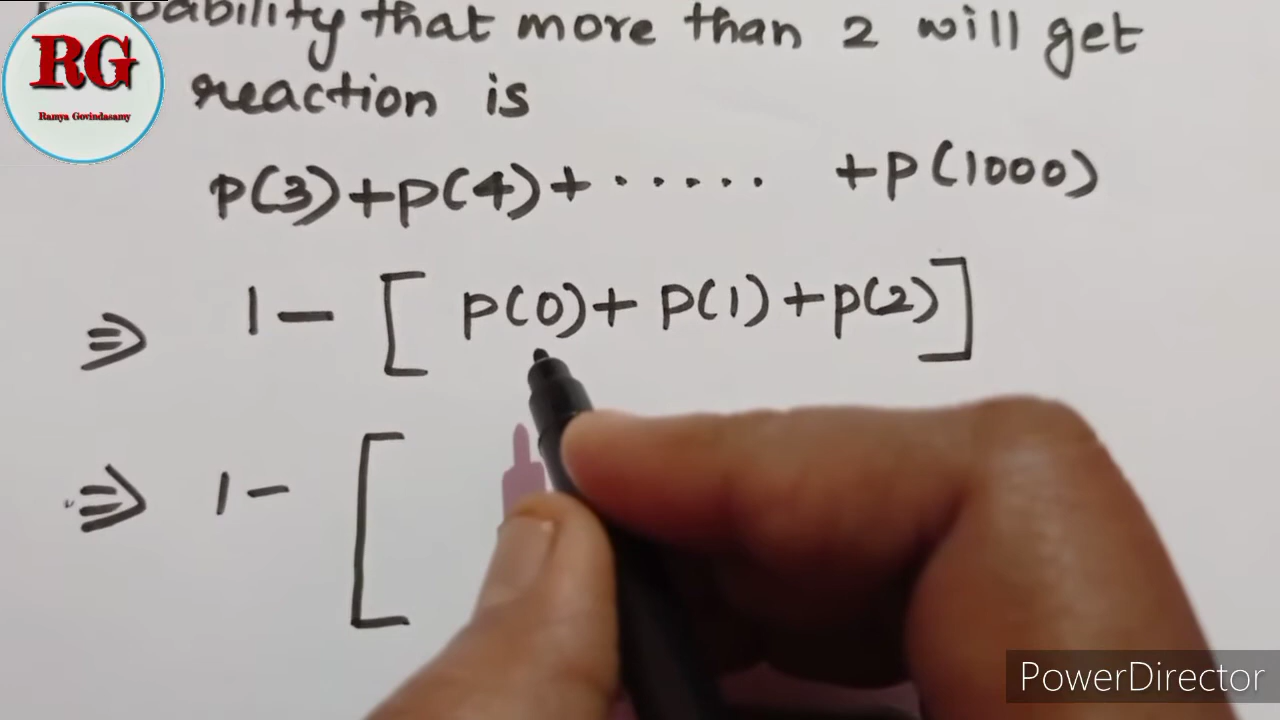 RG
Ramya Govindasamy
that more than 2 will get
reaction is
P(3)+P(4)+ ..... +P(1000)
⇒ 1 - [ P(0)+ P(1)+P(2)]
⇒ 1 - [
PowerDirector